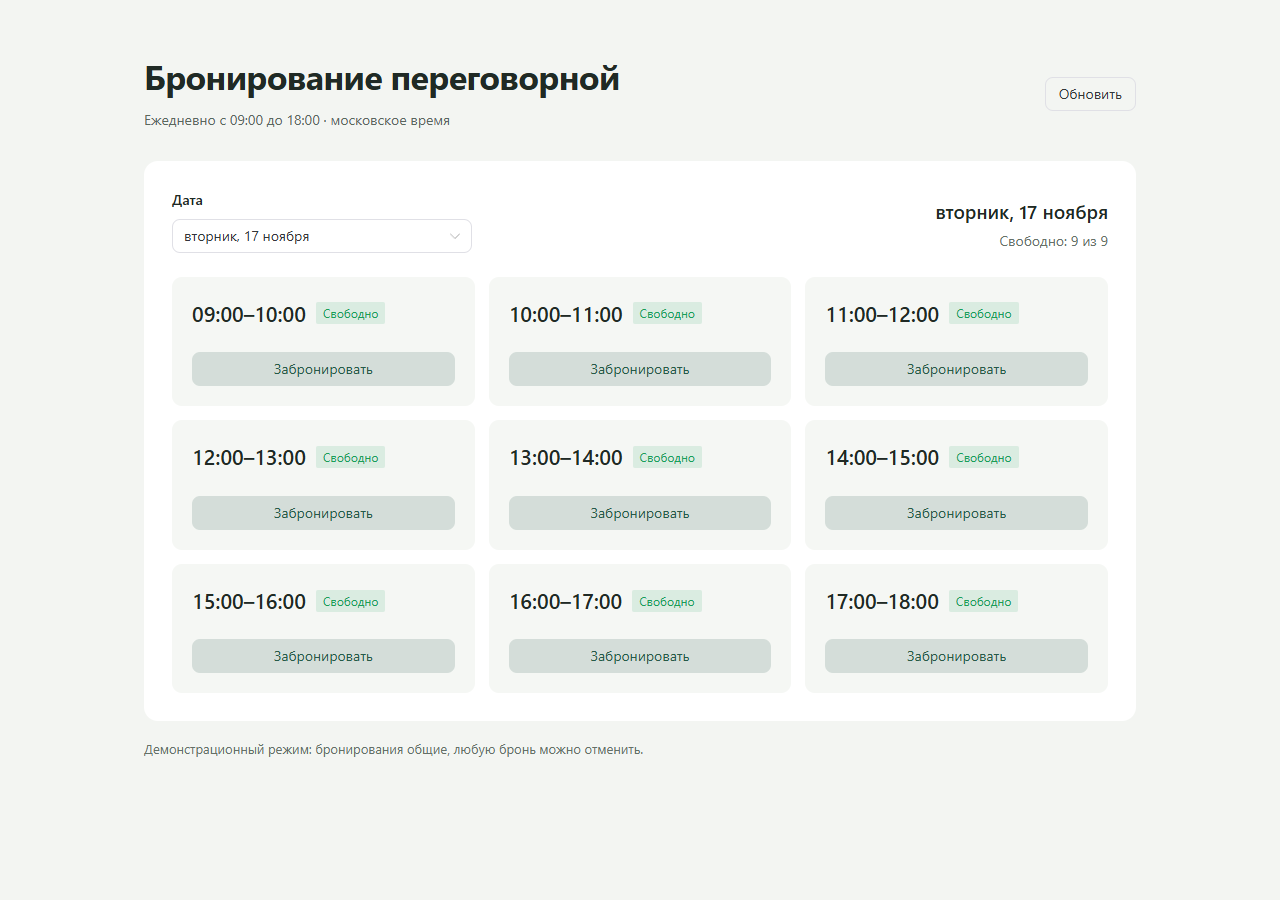 Бронирование переговорной
Ежедневно с 09:00 до 18:00 · московское время
Обновить
Дата
вторник, 17 ноября
вторник, 17 ноября
Свободно: 9 из 9
09:00–10:00 Свободно
Забронировать
10:00–11:00 Свободно
Забронировать
11:00–12:00 Свободно
Забронировать
12:00–13:00 Свободно
Забронировать
13:00–14:00 Свободно
Забронировать
14:00–15:00 Свободно
Забронировать
15:00–16:00 Свободно
Забронировать
16:00–17:00 Свободно
Забронировать
17:00–18:00 Свободно
Забронировать
Демонстрационный режим: бронирования общие, любую бронь можно отменить.